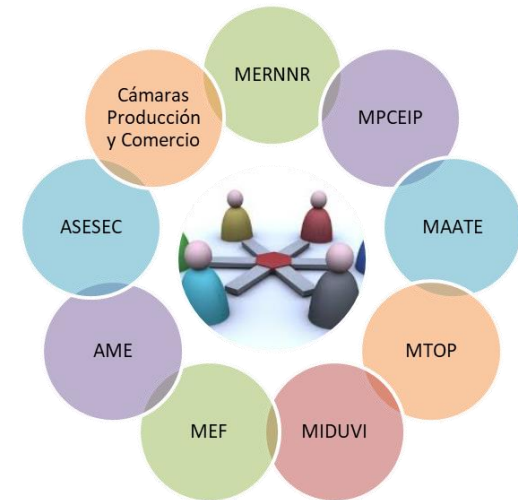 MERNNR
MPCEIP
MAATE
MTOP
MIDUVI
MEF
AME
ASESEC
Cámaras
Producción
y Comercio